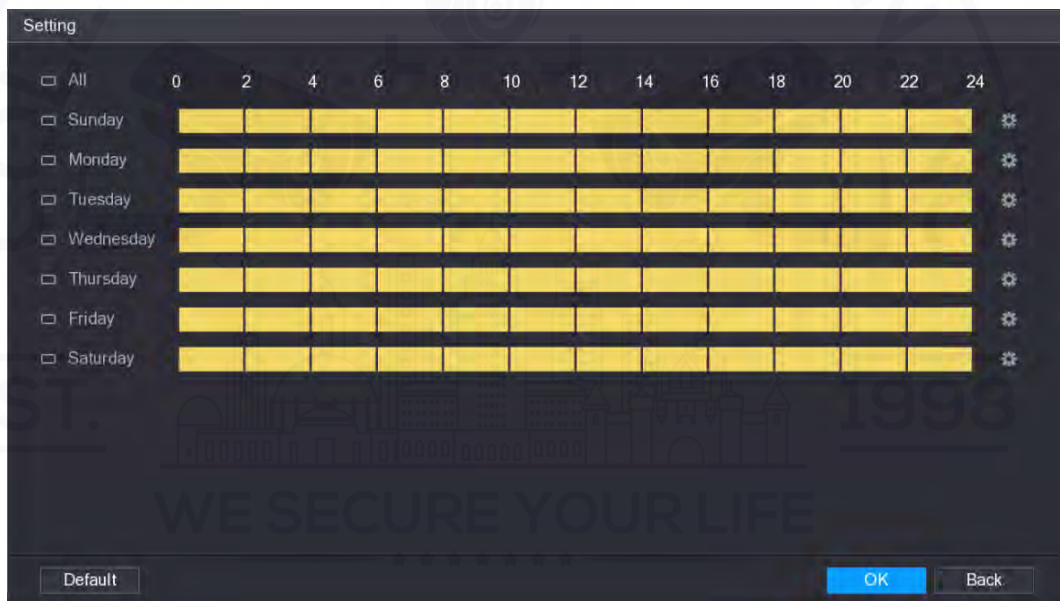 Setting
All 0 2 4 6 8 10 12 14 16 18 20 22 24
Sunday
Monday
Tuesday
Wednesday
Thursday
Friday
Saturday
ST. 1998
WE SECURE YOUR LIFE
Default OK Back